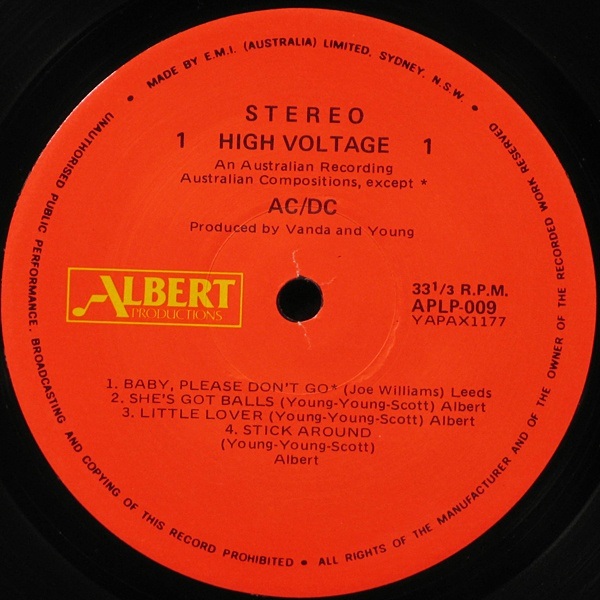 MADE BY E.M.I. (AUSTRALIA) LIMITED, SYDNEY, N.S.W.
STEREO
1 HIGH VOLTAGE 1
An Australian Recording
Australian Compositions, except *
AC/DC
Produced by Vanda and Young
ALBERT
PRODUCTIONS
33 1/3 R.P.M.
APLP-009
YAPAX1177
1. BABY, PLEASE DON'T GO* (Joe Williams) Leeds
2. SHE'S GOT BALLS (Young-Young-Scott) Albert
3. LITTLE LOVER (Young-Young-Scott) Albert
4. STICK AROUND
(Young-Young-Scott)
Albert
UNAUTHORISED PUBLIC PERFORMANCE, BROADCASTING AND COPYING OF THIS RECORD PROHIBITED • ALL RIGHTS OF THE MANUFACTURER AND OF THE OWNER OF THE RECORDED WORK RESERVED